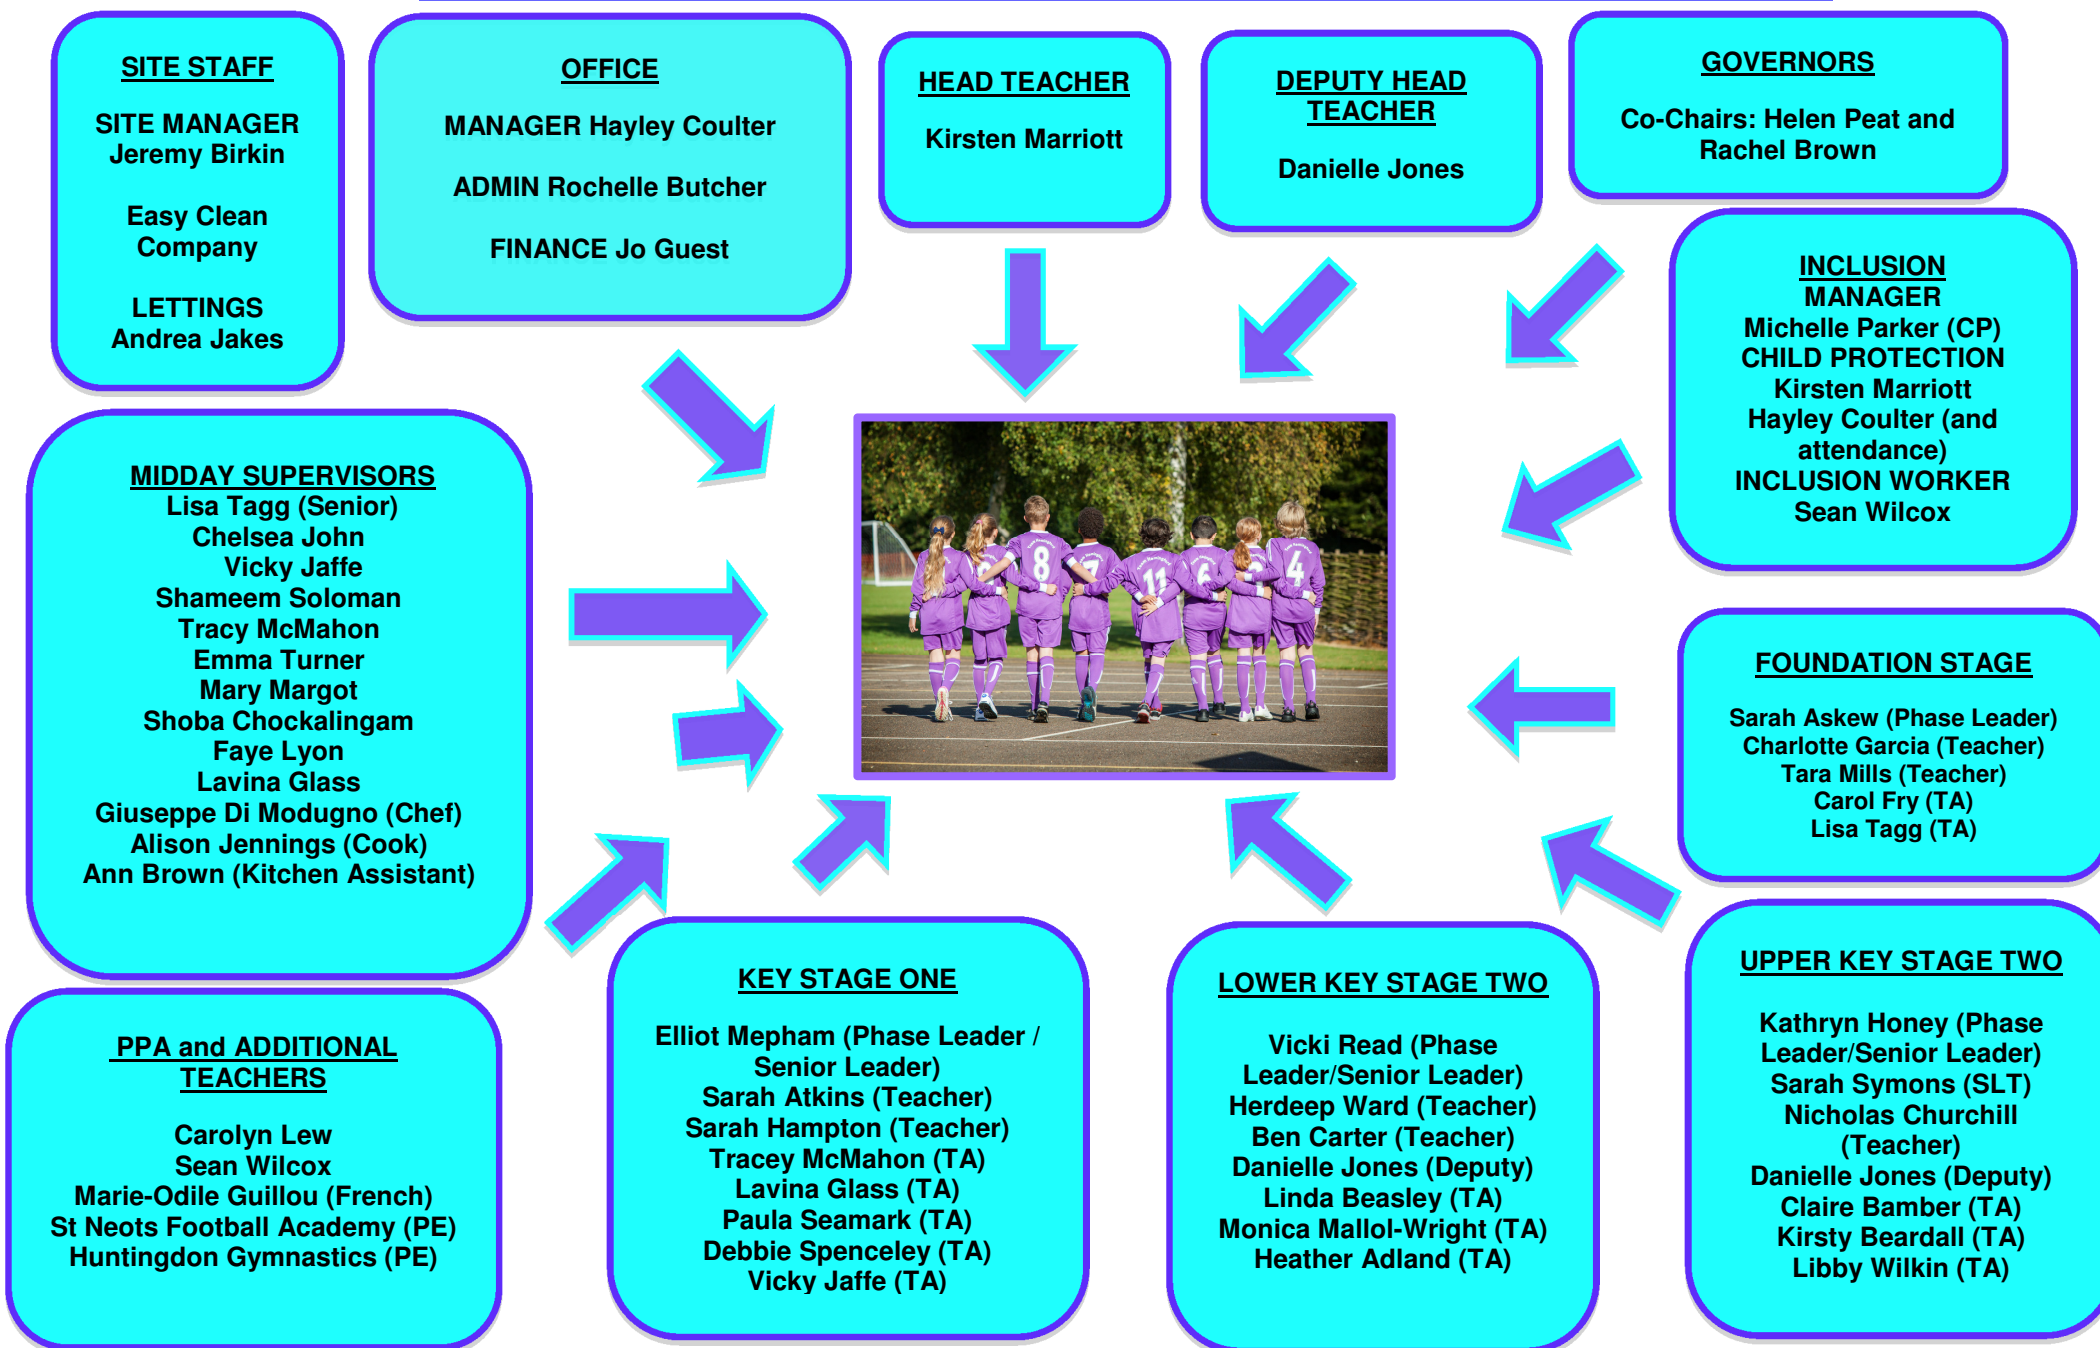 SITE STAFF
SITE MANAGER
Jeremy Birkin
Easy Clean
Company
LETTINGS
Andrea Jakes
OFFICE
MANAGER Hayley Coulter
ADMIN Rochelle Butcher
FINANCE Jo Guest
HEAD TEACHER
Kirsten Marriott
DEPUTY HEAD
TEACHER
Danielle Jones
GOVERNORS
Co-Chairs: Helen Peat and
Rachel Brown
INCLUSION
MANAGER
Michelle Parker (CP)
CHILD PROTECTION
Kirsten Marriott
Hayley Coulter (and
attendance)
INCLUSION WORKER
Sean Wilcox
MIDDAY SUPERVISORS
Lisa Tagg (Senior)
Chelsea John
Vicky Jaffe
Shameem Soloman
Tracy McMahon
Emma Turner
Mary Margot
Shoba Chockalingam
Faye Lyon
Lavina Glass
Giuseppe Di Modugno (Chef)
Alison Jennings (Cook)
Ann Brown (Kitchen Assistant)
8
7
11
6
4
FOUNDATION STAGE
Sarah Askew (Phase Leader)
Charlotte Garcia (Teacher)
Tara Mills (Teacher)
Carol Fry (TA)
Lisa Tagg (TA)
PPA and ADDITIONAL
TEACHERS
Carolyn Lew
Sean Wilcox
Marie-Odile Guillou (French)
St Neots Football Academy (PE)
Huntingdon Gymnastics (PE)
KEY STAGE ONE
Elliot Mepham (Phase Leader /
Senior Leader)
Sarah Atkins (Teacher)
Sarah Hampton (Teacher)
Tracey McMahon (TA)
Lavina Glass (TA)
Paula Seamark (TA)
Debbie Spenceley (TA)
Vicky Jaffe (TA)
LOWER KEY STAGE TWO
Vicki Read (Phase
Leader/Senior Leader)
Herdeep Ward (Teacher)
Ben Carter (Teacher)
Danielle Jones (Deputy)
Linda Beasley (TA)
Monica Mallol-Wright (TA)
Heather Adland (TA)
UPPER KEY STAGE TWO
Kathryn Honey (Phase
Leader/Senior Leader)
Sarah Symons (SLT)
Nicholas Churchill
(Teacher)
Danielle Jones (Deputy)
Claire Bamber (TA)
Kirsty Beardall (TA)
Libby Wilkin (TA)